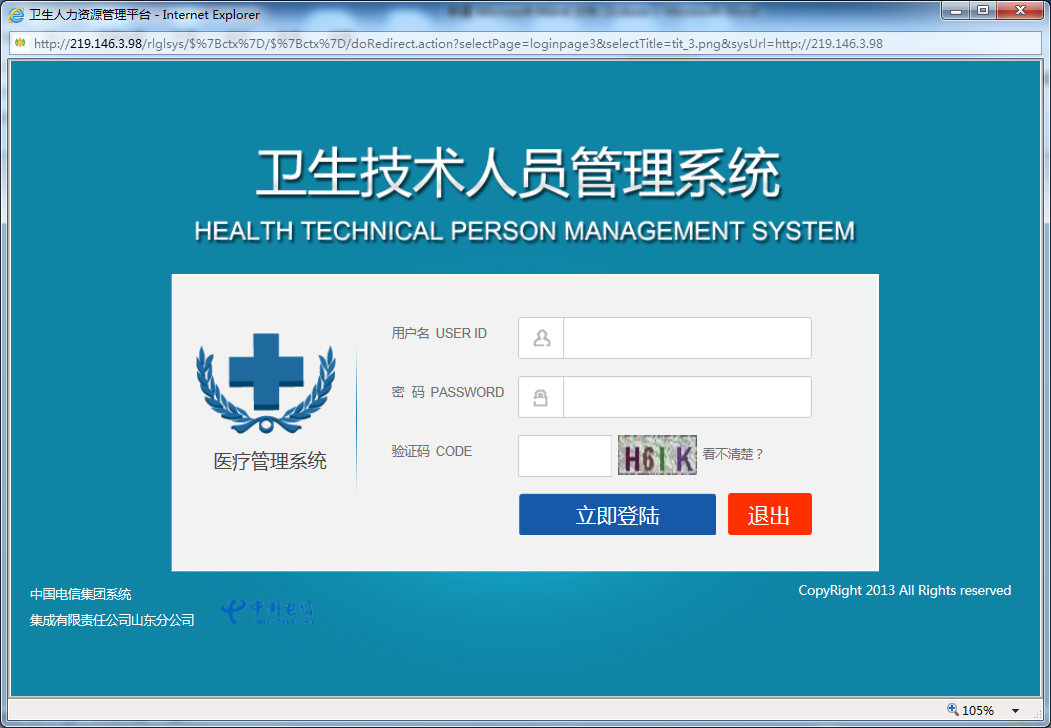 卫生人力资源管理平台 - Internet Explorer
http://219.146.3.98/rlglsys/$%7Bctx%7D/$%7Bctx%7D/doRedirect.action?selectPage=loginpage3&selectTitle=tit_3.png&sysUrl=http://219.146.3.98
卫生技术人员管理系统
HEALTH TECHNICAL PERSON MANAGEMENT SYSTEM
用户名 USER ID
密 码 PASSWORD
验证码 CODE
H6IK
看不清楚？
医疗管理系统
立即登陆
退出
中国电信集团系统
集成有限责任公司山东分公司
中国电信
CopyRight 2013 All Rights reserved
105%